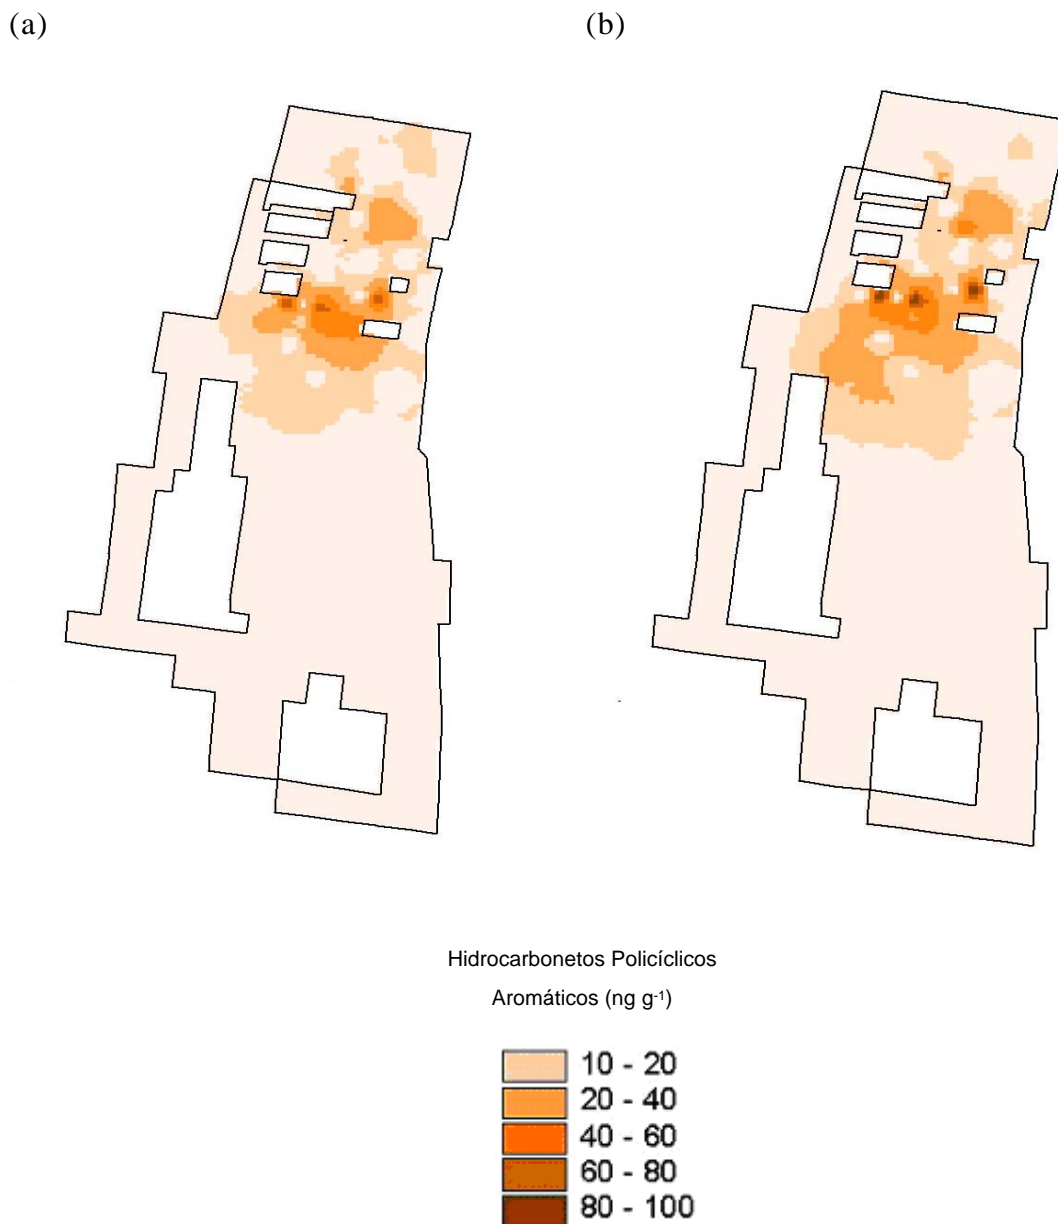 (a) (b)
Hidrocarbonetos Policíclicos
Aromáticos (ng g⁻¹)
10 - 20
20 - 40
40 - 60
60 - 80
80 - 100